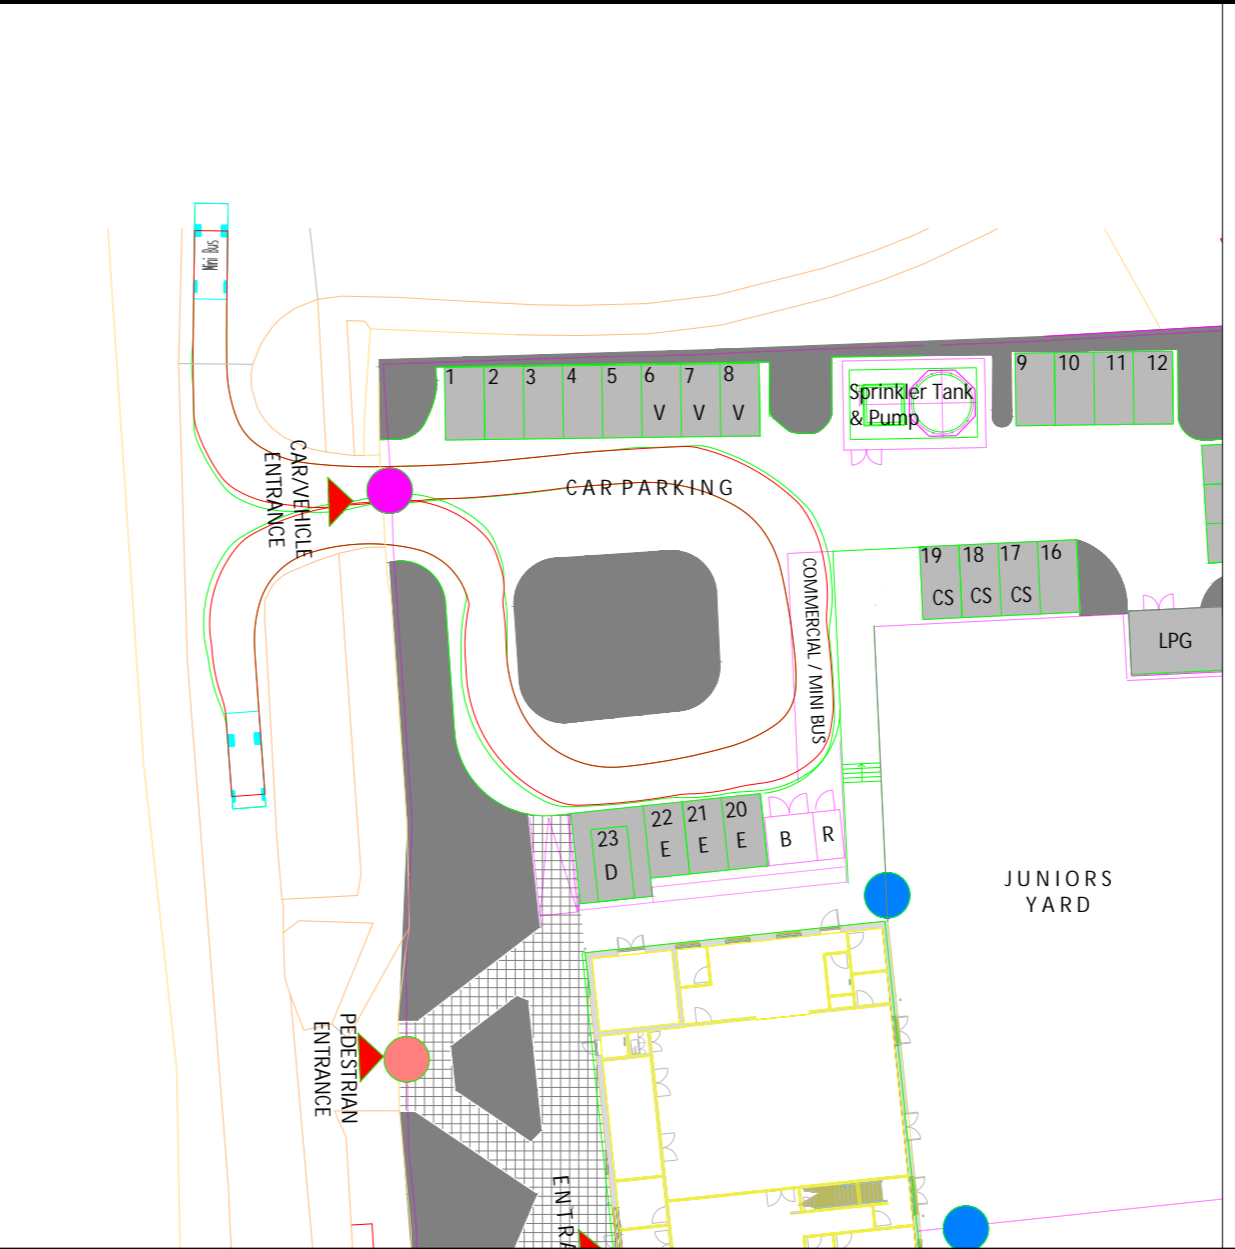 Mini Bus
1 2 3 4 5 6 7 8
V V V
Sprinkler Tank
& Pump
9 10 11 12
CAR/VEHICLE
ENTRANCE
CAR PARKING
COMMERCIAL / MINI BUS
19 18 17 16
CS CS CS
LPG
23 22 21 20
D E E E
B R
JUNIORS
YARD
PEDESTRIAN
ENTRANCE
ENTRA